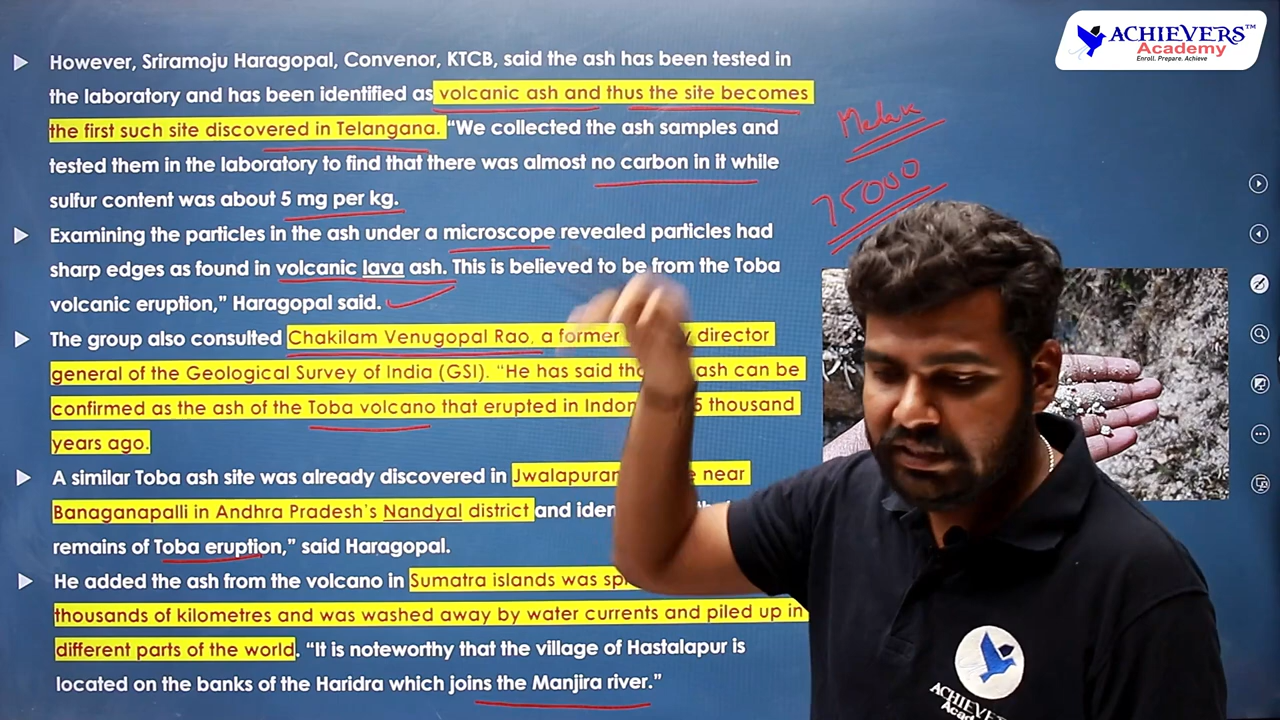 ACHIEVERS™
Academy
Enroll. Prepare. Achieve
However, Sriramoju Haragopal, Convenor, KTCB, said the ash has been tested in
the laboratory and has been identified as volcanic ash and thus the site becomes
the first such site discovered in Telangana. “We collected the ash samples and
tested them in the laboratory to find that there was almost no carbon in it while
sulfur content was about 5 mg per kg.
Examining the particles in the ash under a microscope revealed particles had
sharp edges as found in volcanic lava ash. This is believed to be from the Toba
volcanic eruption,” Haragopal said.
The group also consulted Chakilam Venugopal Rao, a former director
general of the Geological Survey of India (GSI). “He has said ash can be
confirmed as the ash of the Toba volcano that erupted in thousand
years ago.
A similar Toba ash site was already discovered in near
Banaganapalli in Andhra Pradesh's Nandyal district and
remains of Toba eruption,” said Haragopal.
He added the ash from the volcano in Sumatra islands was
thousands of kilometres and was washed away by water currents and piled up in
different parts of the world. “It is noteworthy that the village of Hastalapur is
located on the banks of the Haridra which joins the Manjira river.”
75000
ACHIEVERS